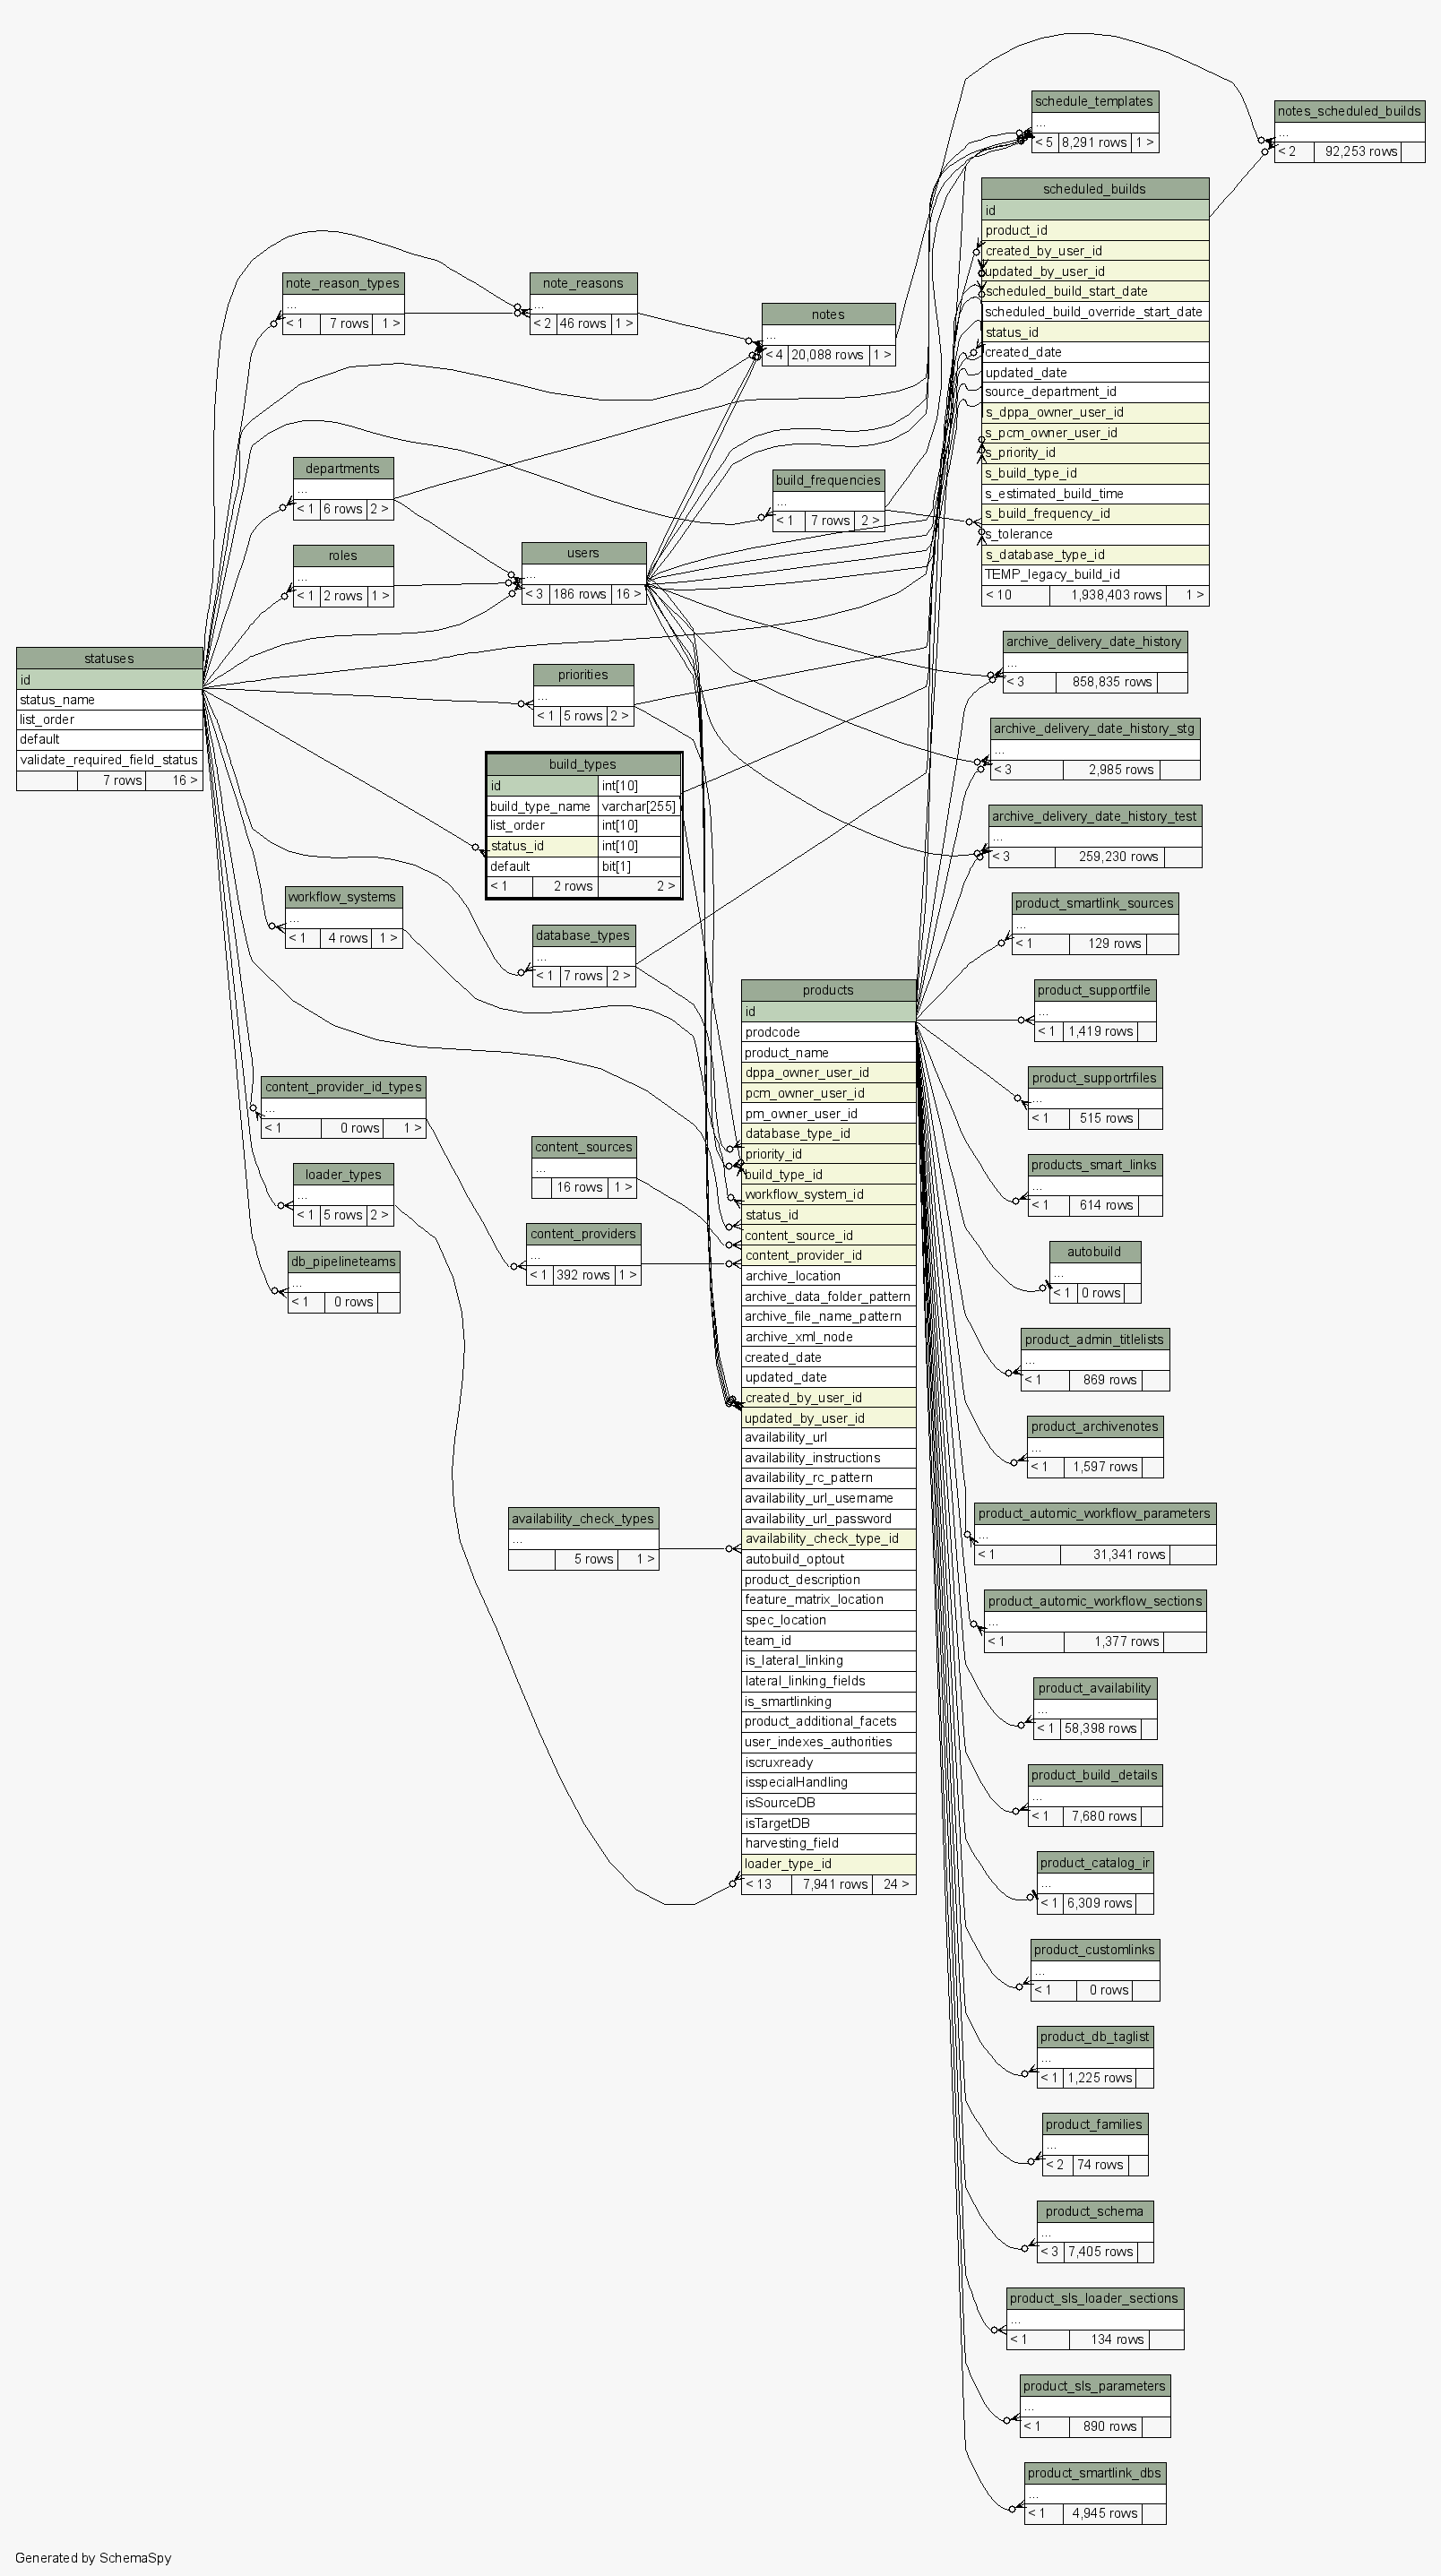 schedule_templates
...
< 5 8,291 rows 1 >
notes_scheduled_builds
...
< 2 92,253 rows
scheduled_builds
id
product_id
created_by_user_id
updated_by_user_id
scheduled_build_start_date
scheduled_build_override_start_date
status_id
created_date
updated_date
source_department_id
s_dppa_owner_user_id
s_pcm_owner_user_id
s_priority_id
s_build_type_id
s_estimated_build_time
s_build_frequency_id
s_tolerance
s_database_type_id
TEMP_legacy_build_id
< 10 1,938,403 rows 1 >
note_reason_types
...
< 1 7 rows 1 >
note_reasons
...
< 2 46 rows 1 >
notes
...
< 4 20,088 rows 1 >
departments
...
< 1 6 rows 2 >
build_frequencies
...
< 1 7 rows 2 >
roles
...
< 1 2 rows 1 >
users
...
< 3 186 rows 16 >
statuses
id
status_name
list_order
default
validate_required_field_status
7 rows 16 >
priorities
...
< 1 5 rows 2 >
build_types
id int[10]
build_type_name varchar[255]
list_order int[10]
status_id int[10]
default bit[1]
< 1 2 rows 2 >
archive_delivery_date_history
...
< 3 858,835 rows
archive_delivery_date_history_stg
...
< 3 2,985 rows
archive_delivery_date_history_test
...
< 3 259,230 rows
workflow_systems
...
< 1 4 rows 1 >
database_types
...
< 1 7 rows 2 >
product_smartlink_sources
...
< 1 129 rows
products
id
prodcode
product_name
dppa_owner_user_id
pcm_owner_user_id
pm_owner_user_id
database_type_id
priority_id
build_type_id
workflow_system_id
status_id
content_source_id
content_provider_id
archive_location
archive_data_folder_pattern
archive_file_name_pattern
archive_xml_node
created_date
updated_date
created_by_user_id
updated_by_user_id
availability_url
availability_instructions
availability_rc_pattern
availability_url_username
availability_url_password
availability_check_type_id
autobuild_optout
product_description
feature_matrix_location
spec_location
team_id
is_lateral_linking
lateral_linking_fields
is_smartlinking
product_additional_facets
user_indexes_authorities
iscruxready
isspecialHandling
isSourceDB
isTargetDB
harvesting_field
loader_type_id
< 13 7,941 rows 24 >
content_provider_id_types
...
< 1 0 rows 1 >
content_sources
...
16 rows 1 >
loader_types
...
< 1 5 rows 2 >
content_providers
...
< 1 392 rows 1 >
db_pipelineteams
...
< 1 0 rows
availability_check_types
...
5 rows 1 >
product_supportfile
...
< 1 1,419 rows
product_supportrfiles
...
< 1 515 rows
products_smart_links
...
< 1 614 rows
autobuild
...
< 1 0 rows
product_admin_titlelists
...
< 1 869 rows
product_archivenotes
...
< 1 1,597 rows
product_automic_workflow_parameters
...
< 1 31,341 rows
product_automic_workflow_sections
...
< 1 1,377 rows
product_availability
...
< 1 58,398 rows
product_build_details
...
< 1 7,680 rows
product_catalog_ir
...
< 1 6,309 rows
product_customlinks
...
< 1 0 rows
product_db_taglist
...
< 1 1,225 rows
product_families
...
< 2 74 rows
product_schema
...
< 3 7,405 rows
product_sls_loader_sections
...
< 1 134 rows
product_sls_parameters
...
< 1 890 rows
product_smartlink_dbs
...
< 1 4,945 rows
Generated by SchemaSpy